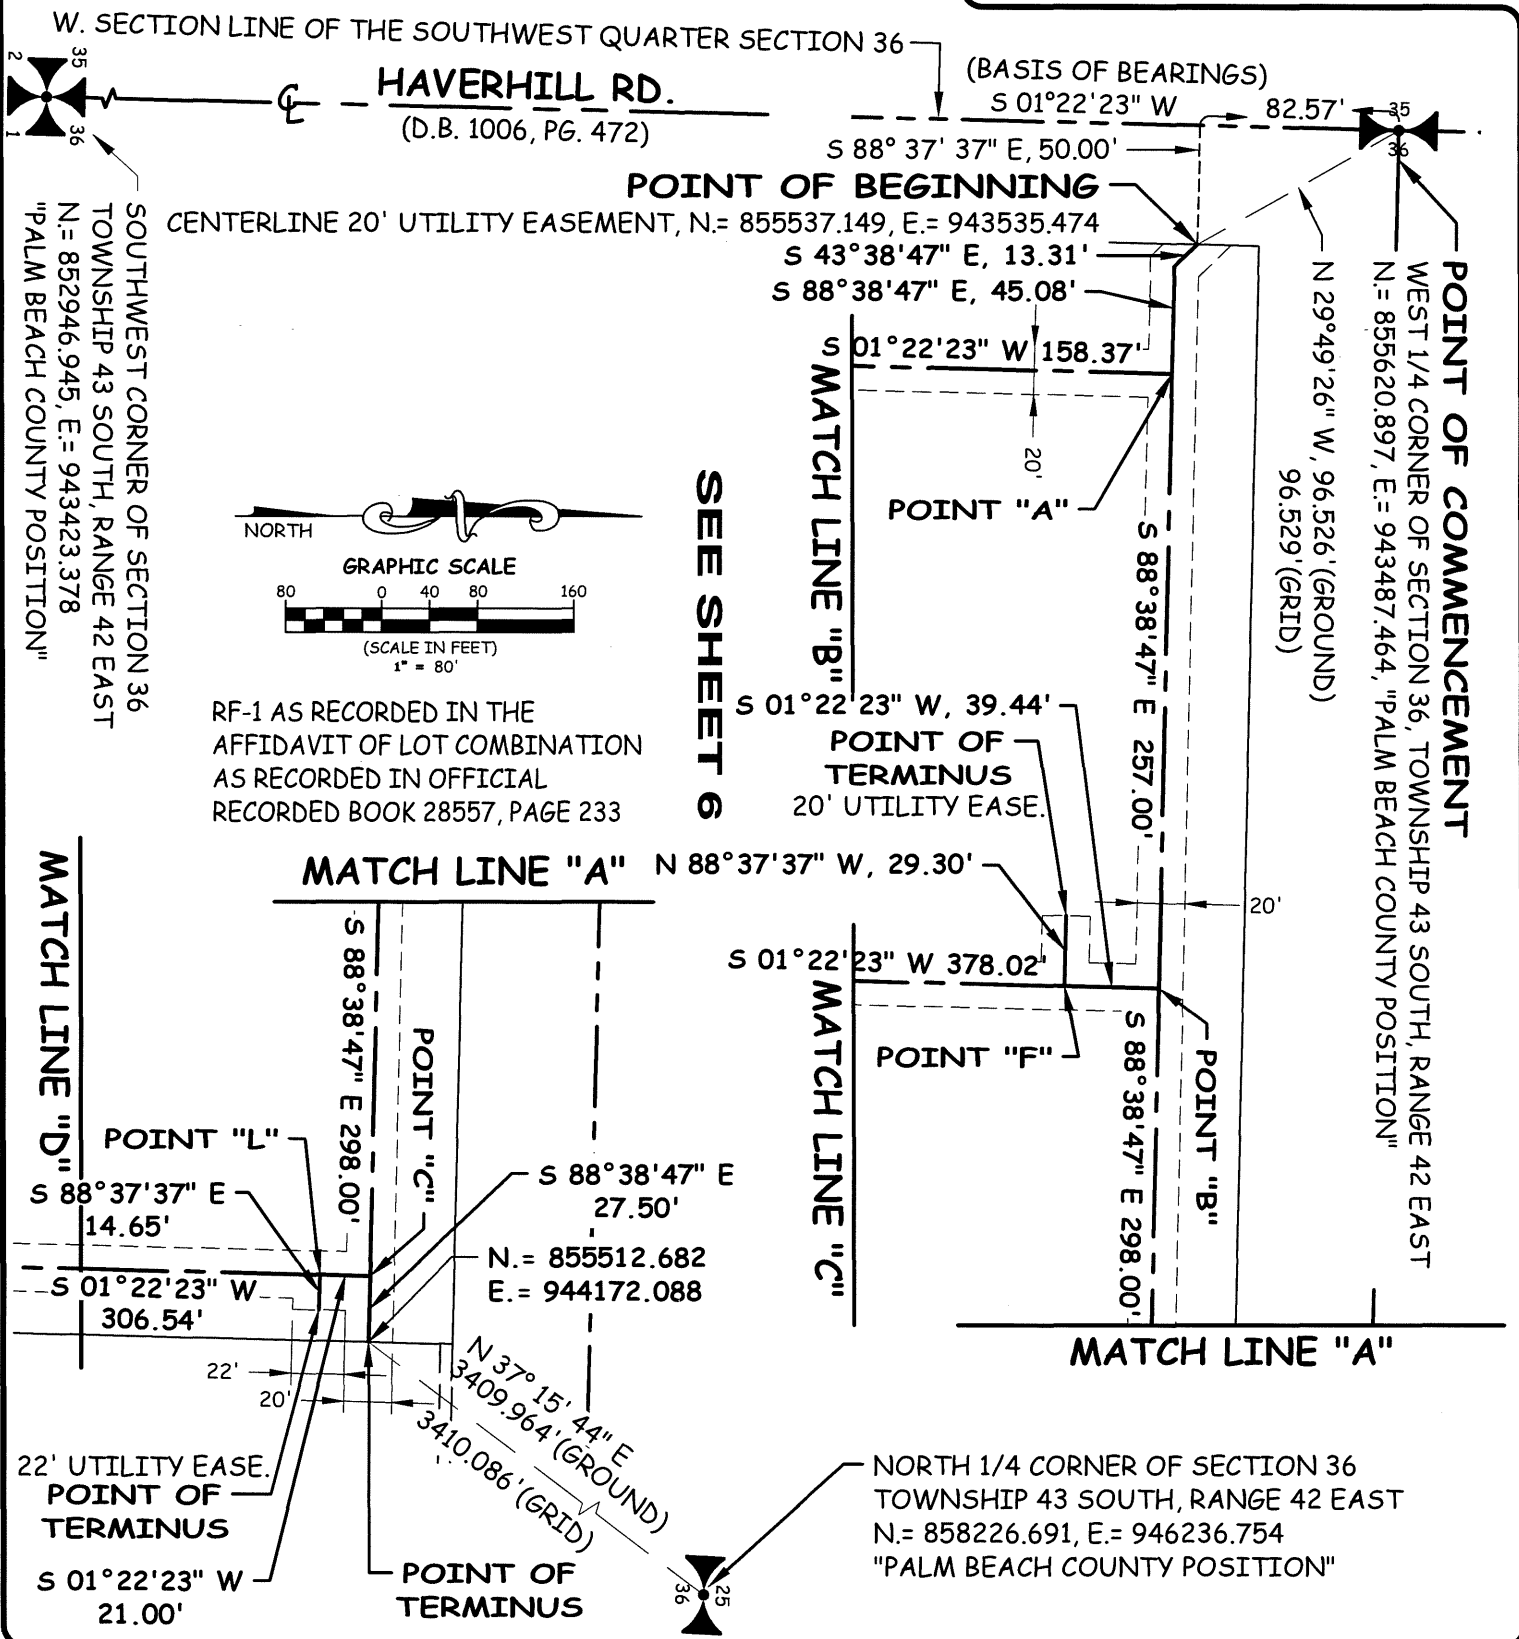 W. SECTION LINE OF THE SOUTHWEST QUARTER SECTION 36
(BASIS OF BEARINGS)
S 01°22'23" W
82.57'
35
36
2
35
1
36
℄
HAVERHILL RD.
(D.B. 1006, PG. 472)
S 88° 37' 37" E, 50.00'
POINT OF BEGINNING
CENTERLINE 20' UTILITY EASEMENT, N.= 855537.149, E.= 943535.474
S 43°38'47" E, 13.31'
S 88°38'47" E, 45.08'
S 01°22'23" W 158.37'
20'
POINT "A"
MATCH LINE "B"
S 88°38'47" E 257.00'
N 29°49'26" W, 96.526'(GROUND)
96.529'(GRID)
POINT OF COMMENCEMENT
WEST 1/4 CORNER OF SECTION 36, TOWNSHIP 43 SOUTH, RANGE 42 EAST
N.= 855620.897, E.= 943487.464, "PALM BEACH COUNTY POSITION"
SOUTHWEST CORNER OF SECTION 36
TOWNSHIP 43 SOUTH, RANGE 42 EAST
N.= 852946.945, E.= 943423.378
"PALM BEACH COUNTY POSITION"
NORTH
GRAPHIC SCALE
80 0 40 80 160
(SCALE IN FEET)
1" = 80'
SEE SHEET 6
RF-1 AS RECORDED IN THE
AFFIDAVIT OF LOT COMBINATION
AS RECORDED IN OFFICIAL
RECORDED BOOK 28557, PAGE 233
S 01°22'23" W, 39.44'
POINT OF
TERMINUS
20' UTILITY EASE.
N 88°37'37" W, 29.30'
20'
S 01°22'23" W 378.02'
POINT "F"
MATCH LINE "C"
POINT "B"
S 88°38'47" E 298.00'
MATCH LINE "A"
MATCH LINE "A"
MATCH LINE "D"
S 88°38'47" E 298.00'
POINT "C"
POINT "L"
S 88°37'37" E
14.65'
S 88°38'47" E
27.50'
N.= 855512.682
E.= 944172.088
S 01°22'23" W
306.54'
22'
20'
N 37° 15' 44" E
3409.964'(GROUND)
3410.086'(GRID)
22' UTILITY EASE.
POINT OF
TERMINUS
S 01°22'23" W
21.00'
POINT OF
TERMINUS
25
36
NORTH 1/4 CORNER OF SECTION 36
TOWNSHIP 43 SOUTH, RANGE 42 EAST
N.= 858226.691, E.= 946236.754
"PALM BEACH COUNTY POSITION"